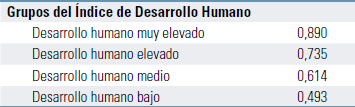 Grupos del Índice de Desarrollo Humano
Desarrollo humano muy elevado 0,890
Desarrollo humano elevado 0,735
Desarrollo humano medio 0,614
Desarrollo humano bajo 0,493